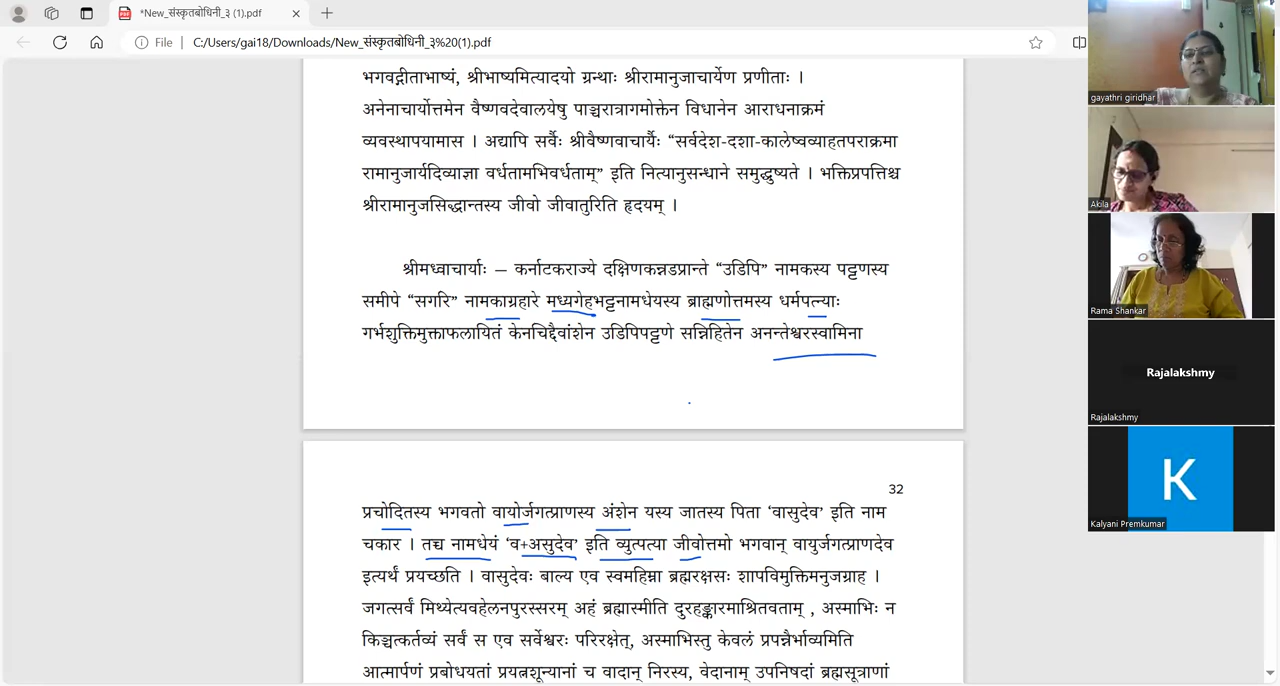 *New_संस्कृतबोधिनी_३ (1).pdf
File
C:/Users/gai18/Downloads/New_संस्कृतबोधिनी_३%20(1).pdf
भगवद्गीताभाष्यं, श्रीभाष्यमित्यादयो ग्रन्थाः श्रीरामानुजाचार्येण प्रणीताः ।
अनेनाचार्योत्तमेन वैष्णवदेवालयेषु पाञ्चरात्रागमोक्तेन विधानेन आराधनाक्रमं
व्यवस्थापयामास । अद्यापि सर्वैः श्रीवैष्णवाचार्यैः “सर्वदेश-दशा-कालेष्वव्याहतपराक्रमा
रामानुजार्यदिव्याज्ञा वर्धतामभिवर्धताम्” इति नित्यानुसन्धाने समुद्घुष्यते । भक्तिप्रपत्तिश्च
श्रीरामानुजसिद्धान्तस्य जीवो जीवातुरिति हृदयम् ।
श्रीमध्वाचार्याः – कर्नाटकराज्ये दक्षिणकन्नडप्रान्ते “उडिपि” नामकस्य पट्टणस्य
समीपे “सगरि” नामकाग्रहारे मध्यगेहभट्टनामधेयस्य ब्राह्मणोत्तमस्य धर्मपत्न्याः
गर्भशुक्तिमुक्ताफलायितं केनचिद्दैवांशेन उडिपिपट्टणे सन्निहितेन अनन्तेश्वरस्वामिना
32
प्रचोदितस्य भगवतो वायोर्जगत्प्राणस्य अंशेन यस्य जातस्य पिता ‘वासुदेव’ इति नाम
चकार । तच्च नामधेयं ‘व+असुदेव’ इति व्युत्पत्या जीवोत्तमो भगवान् वायुर्जगत्प्राणदेव
इत्यर्थं प्रयच्छति । वासुदेवः बाल्य एव स्वमहिम्ना ब्रह्मरक्षसः शापविमुक्तिमनुजग्राह ।
जगत्सर्वं मिथ्येत्यवहेलनपुरस्सरम् अहं ब्रह्मास्मीति दुरहङ्कारमाश्रितवताम् , अस्माभिः न
किञ्चत्कर्तव्यं सर्वं स एव सर्वेश्वरः परिरक्षेत्, अस्माभिस्तु केवलं प्रपन्नैर्भाव्यमिति
आत्मार्पणं प्रबोधयतां प्रयत्नशून्यानां च वादान् निरस्य, वेदानाम् उपनिषदां ब्रह्मसूत्राणां
gayathri giridhar
Akila
Rama Shankar
Rajalakshmy
Rajalakshmy
K
Kalyani Premkumar